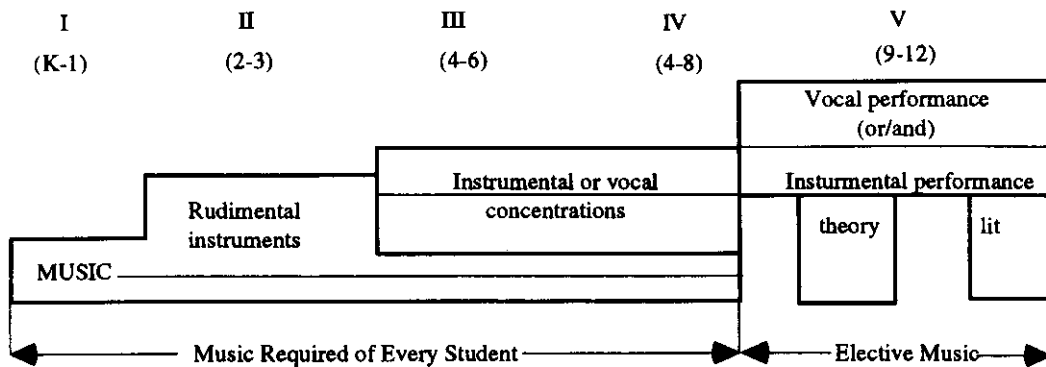 I II III IV V
(K-1) (2-3) (4-6) (4-8) (9-12)
Vocal performance
(or/and)
Instrumental or vocal
concentrations
Insturmental performance
Rudimental
instruments
theory lit
MUSIC
Music Required of Every Student Elective Music